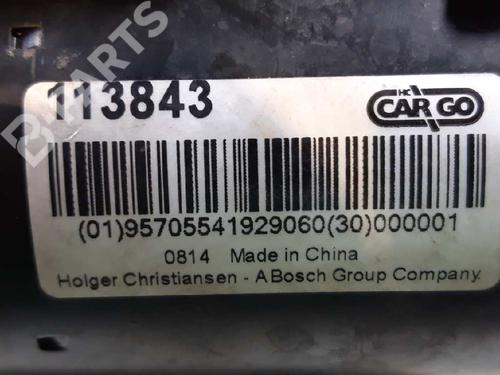 B-PARTS
113843
HC
CARGO
(01)95705541929060(30)000001
0814 Made in China
Holger Christiansen - A Bosch Group Company